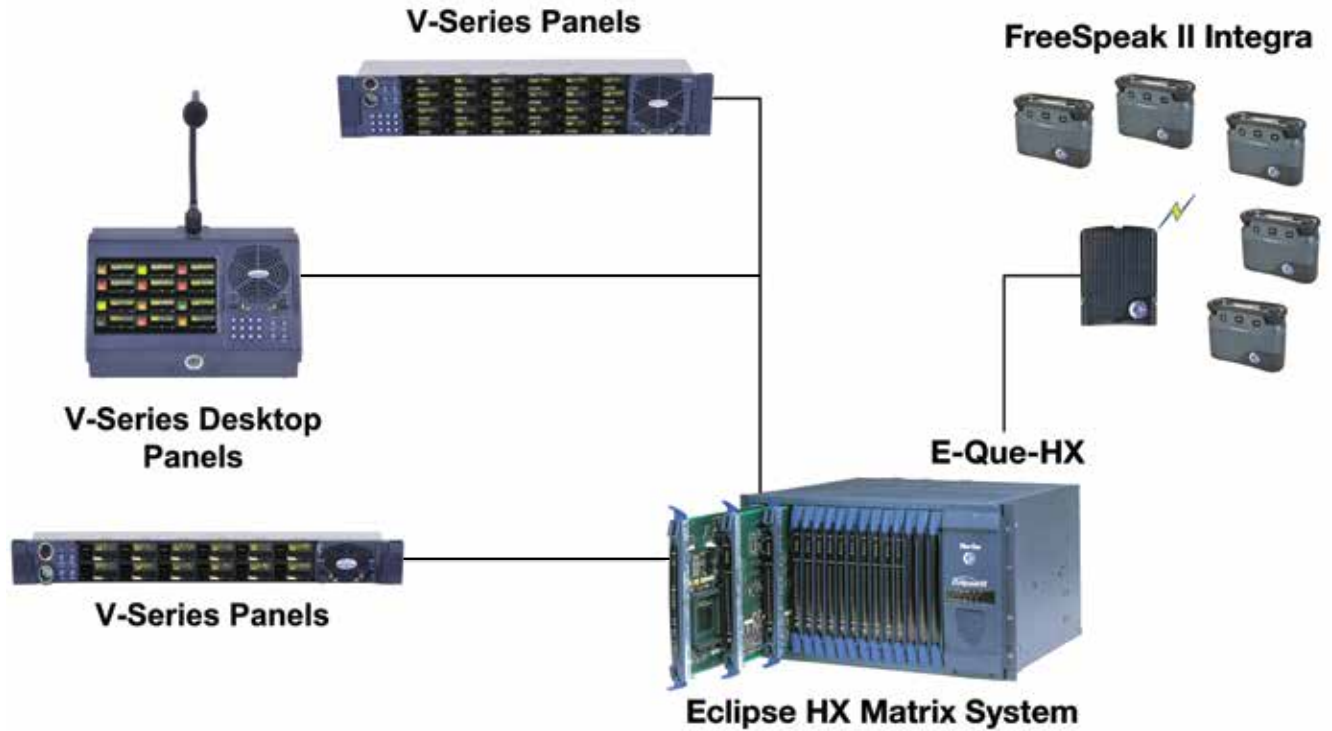 V-Series Panels
FreeSpeak II Integra
V-Series Desktop
Panels
E-Que-HX
V-Series Panels
Eclipse HX Matrix System